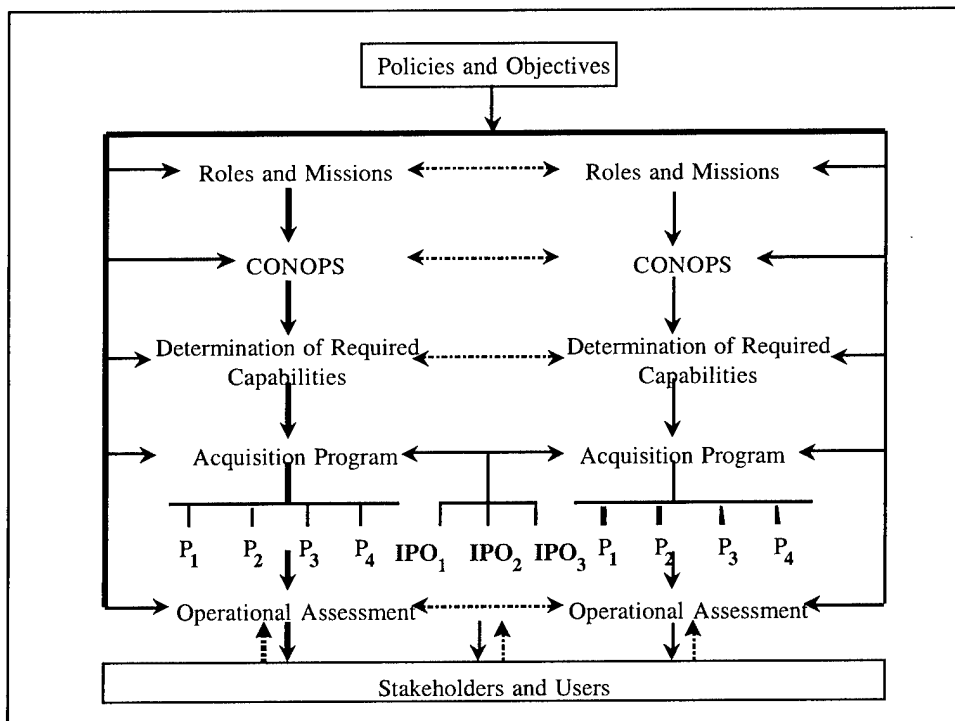 Policies and Objectives
Roles and Missions Roles and Missions
CONOPS CONOPS
Determination of Required Determination of Required
Capabilities Capabilities
Acquisition Program Acquisition Program
P1 P2 P3 P4 IPO1 IPO2 IPO3 P1 P2 P3 P4
Operational Assessment Operational Assessment
Stakeholders and Users